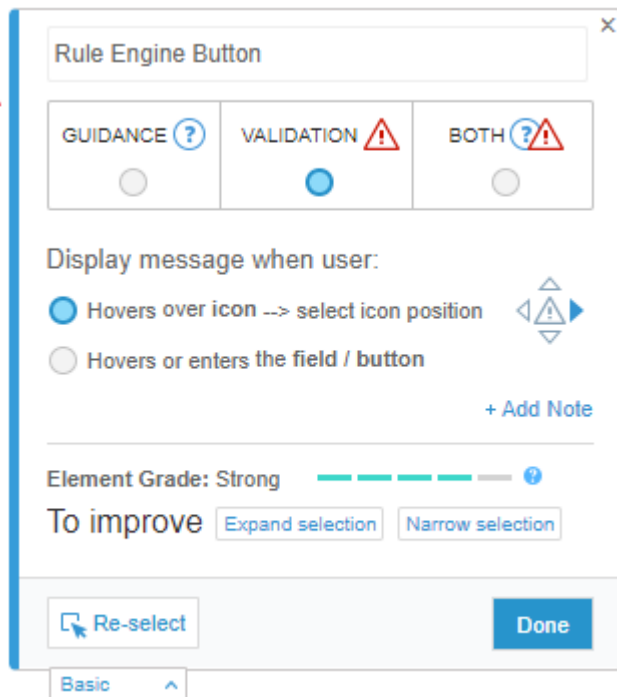 Rule Engine Button
GUIDANCE ? VALIDATION ! BOTH ? !
Display message when user:
Hovers over icon --> select icon position
Hovers or enters the field / button
+ Add Note
Element Grade: Strong ?
To improve Expand selection Narrow selection
Re-select Done
Basic